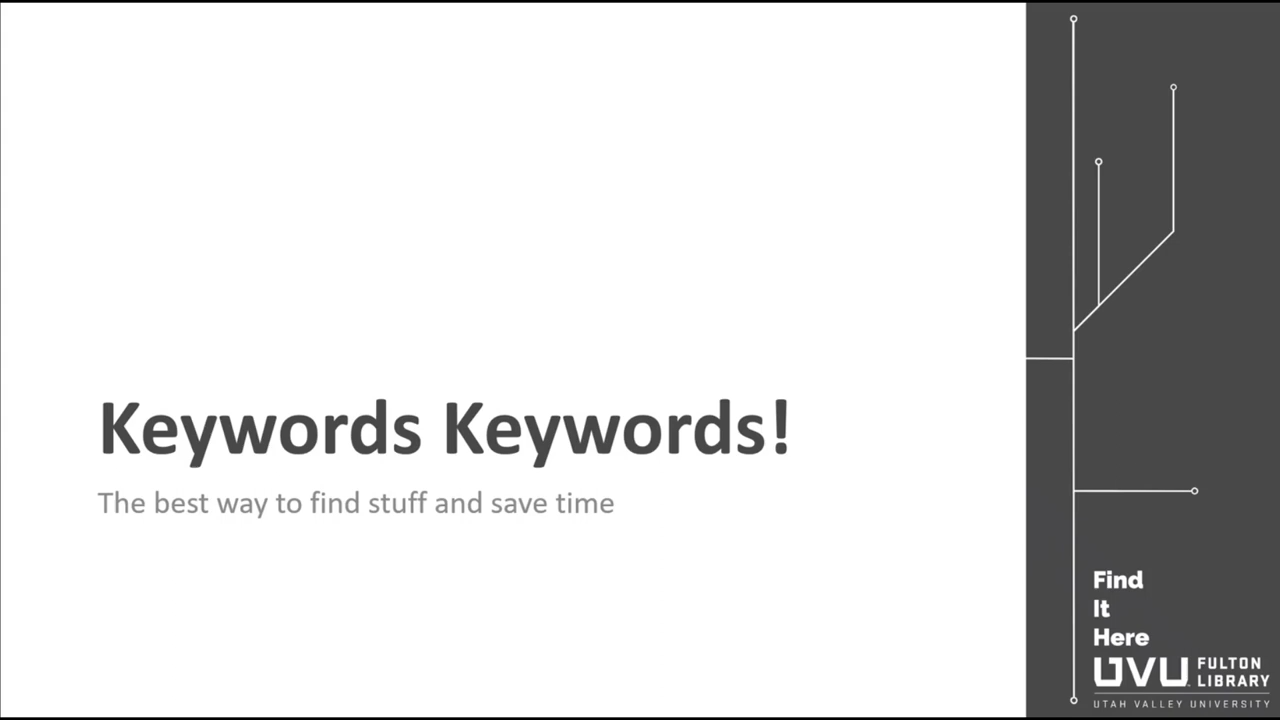 Keywords Keywords!
The best way to find stuff and save time
Find
It
Here
UVU FULTON
LIBRARY
UTAH VALLEY UNIVERSITY